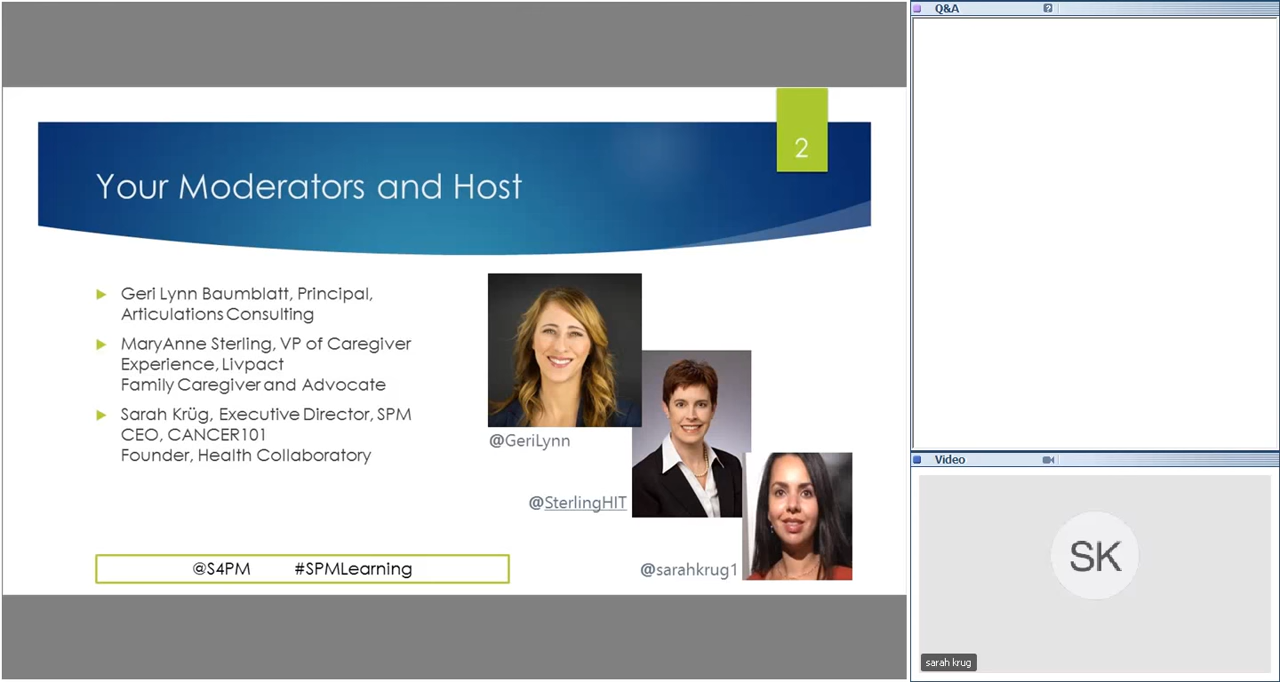 2
Your Moderators and Host
Geri Lynn Baumblatt, Principal,
Articulations Consulting
MaryAnne Sterling, VP of Caregiver
Experience, Livpact
Family Caregiver and Advocate
Sarah Krüg, Executive Director, SPM
CEO, CANCER101
Founder, Health Collaboratory
@GeriLynn
@SterlingHIT
@sarahkrug1
@S4PM #SPMLearning
Q&A
?
Video
SK
sarah krug